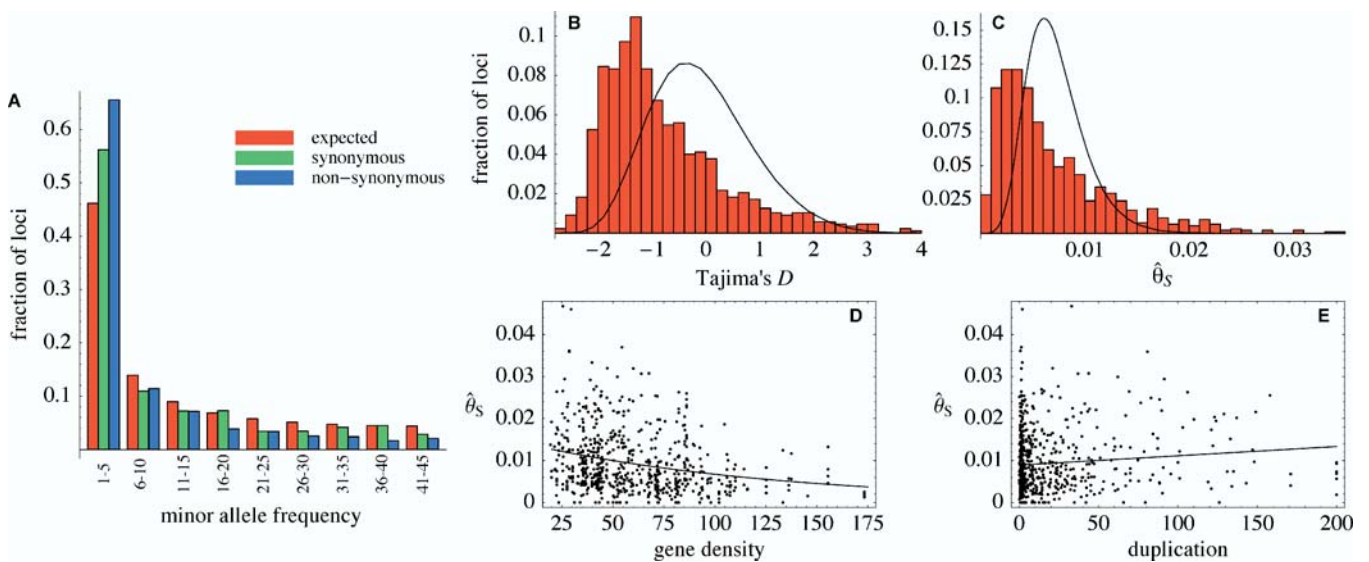 A
fraction of loci
0.6
0.5
0.4
0.3
0.2
0.1
expected
synonymous
non-synonymous
1-5
6-10
11-15
16-20
21-25
26-30
31-35
36-40
41-45
minor allele frequency
B
fraction of loci
0.1
0.08
0.06
0.04
0.02
−2 −1 0 1 2 3 4
Tajima's D
C
0.15
0.125
0.1
0.075
0.05
0.025
0.01 0.02 0.03
θ̂S
D
θ̂S
0.04
0.03
0.02
0.01
0
25 50 75 100 125 150 175
gene density
E
θ̂S
0.04
0.03
0.02
0.01
0
0 50 100 150 200
duplication